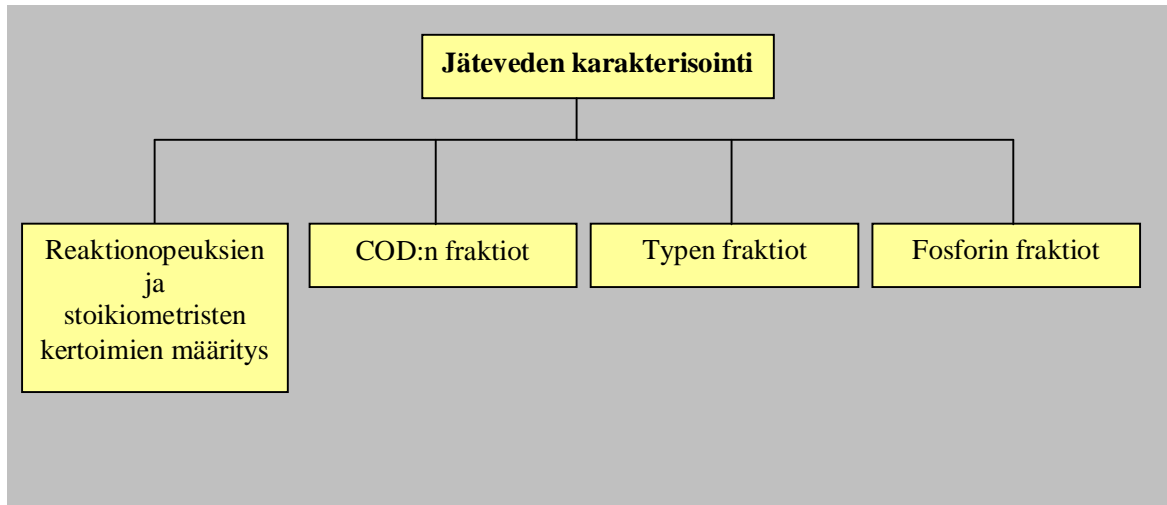 Jäteveden karakterisointi
Reaktionopeuksien
ja
stoikiometristen
kertoimien määritys
COD:n fraktiot
Typen fraktiot
Fosforin fraktiot